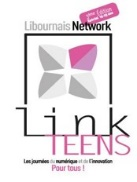 Libournais Network
Link
TEENS
Les journées du numérique et de l'innovation
Pour tous !